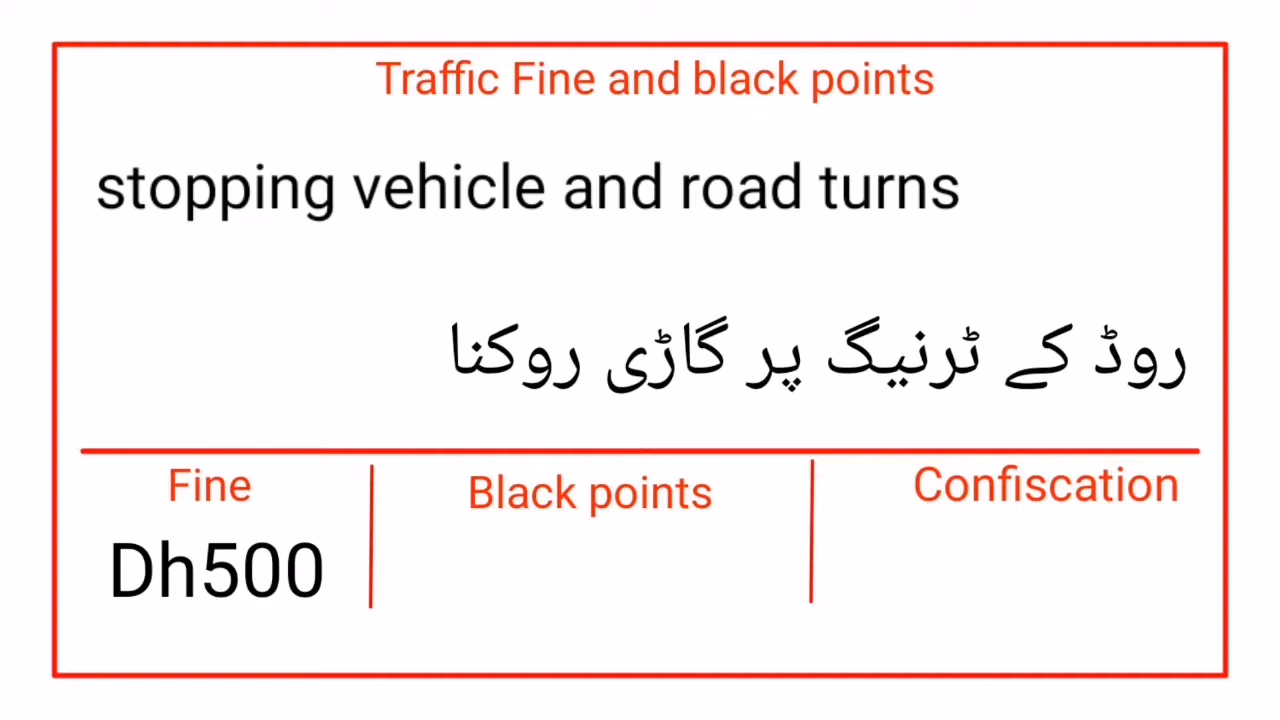 Traffic Fine and black points
stopping vehicle and road turns
روڈ کے ٹرنیگ پر گاڑی روکنا
Fine
Black points
Confiscation
Dh500